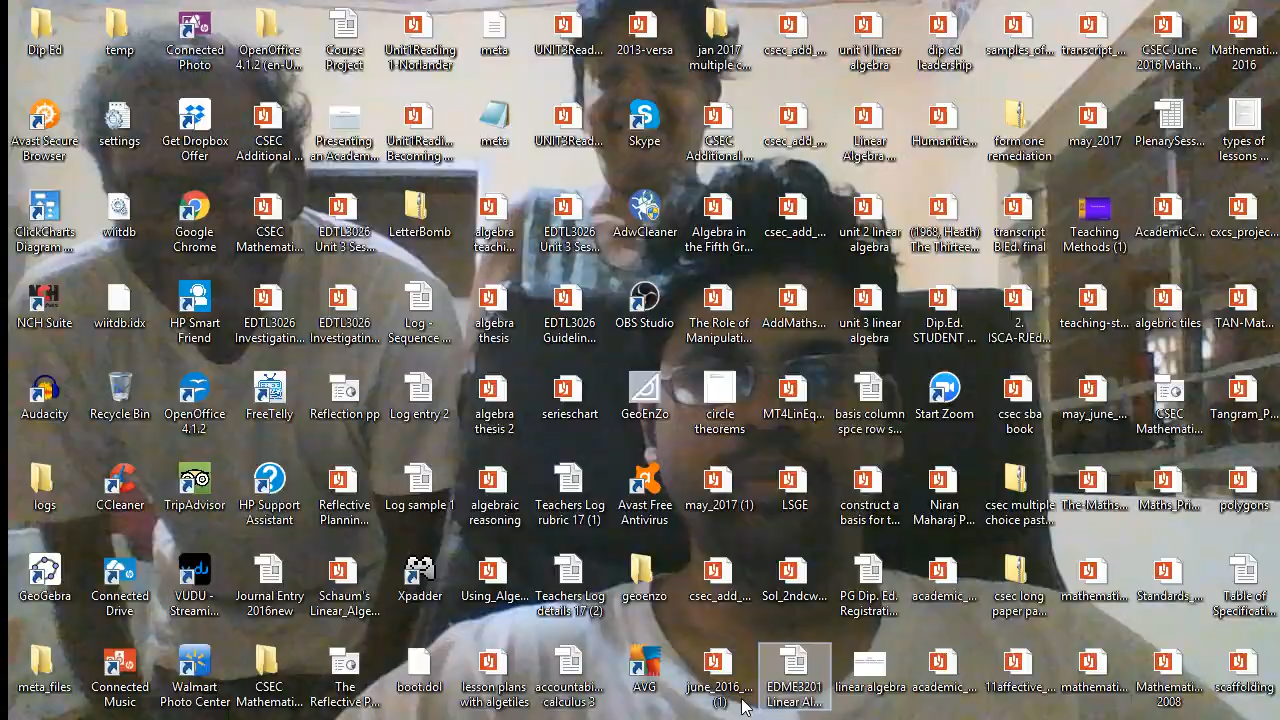 Dip Ed
temp
Connected
Photo
OpenOffice
4.1.2 (en-U...
Course
Project
Unit1Reading
1-Norlander
meta
UNIT3Read...
2013-versa
jan 2017
multiple c...
csec_add_...
unit 1 linear
algebra
dip ed
leadership
samples_of...
transcript_...
CSEC June
2016 Math...
Mathemati...
2016
Avast Secure
Browser
settings
Get Dropbox
Offer
CSEC
Additional ...
Presenting
an Academ...
Unit1Readi...
Becoming ...
meta
UNIT3Read...
Skype
CSEC
Additional ...
csec_add_...
Linear
Algebra ...
Humanitie...
form one
remediation
may_2017
PlenarySess...
types of
lessons ...
ClickCharts
Diagram ...
wiitdb
Google
Chrome
CSEC
Mathemati...
EDTL3026
Unit 3 Ses...
LetterBomb
algebra
teachi...
EDTL3026
Unit 3 Ses...
AdwCleaner
Algebra in
the Fifth Gr...
csec_add_...
unit 2 linear
algebra
(1968, Heath)
The Thirtee...
transcript
B.Ed. final
Teaching
Methods (1)
AcademicC...
cxcs_projec...
NCH Suite
wiitdb.idx
HP Smart
Friend
EDTL3026
Investigatin...
EDTL3026
Investigatin...
Log -
Sequence ...
algebra
thesis
EDTL3026
Guidelin...
OBS Studio
The Role of
Manipulati...
AddMaths...
unit 3 linear
algebra
Dip.Ed.
STUDENT ...
2.
ISCA-RJEd...
teaching-st...
algebric tiles
TAN-Mat...
Audacity
Recycle Bin
OpenOffice
4.1.2
FreeTelly
Reflection pp
Log entry 2
algebra
thesis 2
serieschart
GeoEnzo
circle
theorems
MT4LinEq...
basis column
spce row s...
Start Zoom
csec sba
book
may_june_...
CSEC
Mathemati...
Tangram_P...
logs
CCleaner
TripAdvisor
HP Support
Assistant
Reflective
Plannin...
Log sample 1
algebraic
reasoning
Teachers Log
rubric 17 (1)
Avast Free
Antivirus
may_2017 (1)
LSGE
construct a
basis for t...
Niran
Maharaj P...
csec multiple
choice past...
The-Maths...
Maths_Pri...
polygons
GeoGebra
Connected
Drive
VUDU -
Streami...
Journal Entry
2016new
Schaum's
Linear_Alge...
Xpadder
Using_Alge...
Teachers Log
details 17 (2)
geoenzo
csec_add_...
Sol_2ndcw...
PG Dip. Ed.
Registrati...
academic_...
csec long
paper pa...
mathemati...
Standards_...
Table of
Specificati...
meta_files
Connected
Music
Walmart
Photo Center
CSEC
Mathemati...
The
Reflective P...
boot.dol
lesson plans
with algetiles
accountabi...
calculus 3
AVG
june_2016_...
(1)
EDME3201
Linear Al...
linear algebra
academic_...
11affective_...
mathemati...
Mathemati...
2008
scaffolding